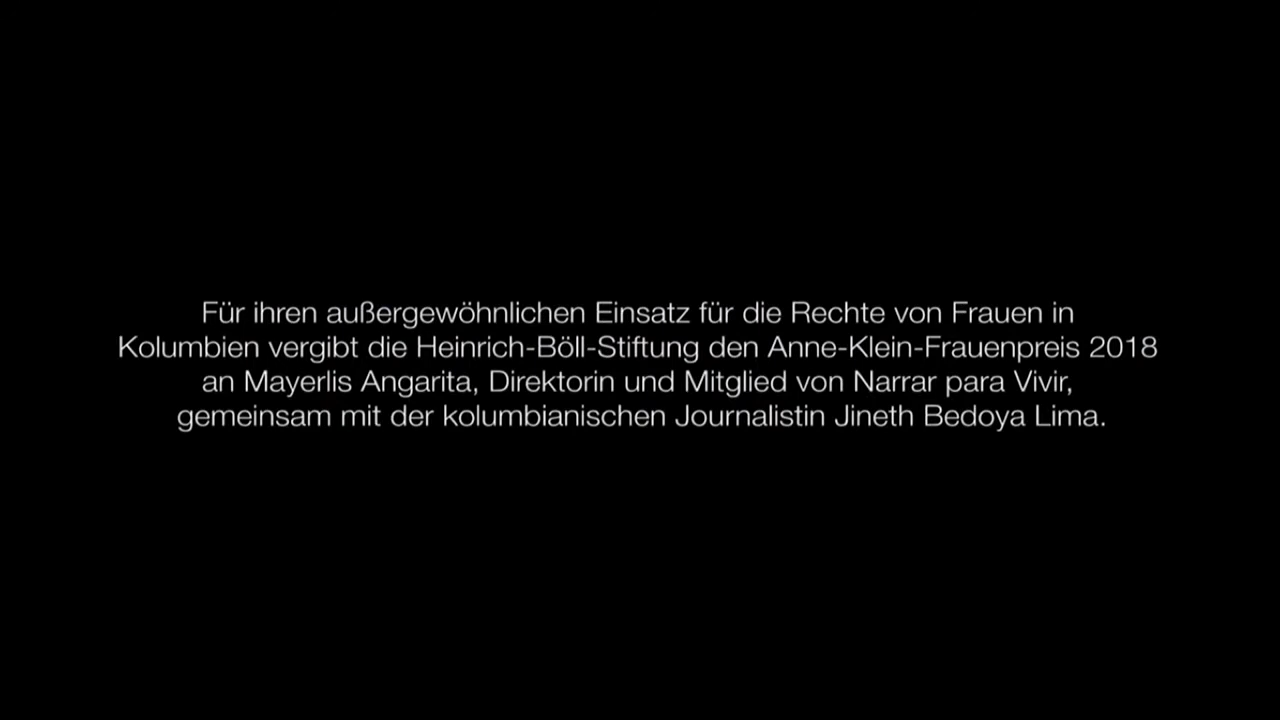 Für ihren außergewöhnlichen Einsatz für die Rechte von Frauen in
Kolumbien vergibt die Heinrich-Böll-Stiftung den Anne-Klein-Frauenpreis 2018
an Mayerlis Angarita, Direktorin und Mitglied von Narrar para Vivir,
gemeinsam mit der kolumbianischen Journalistin Jineth Bedoya Lima.